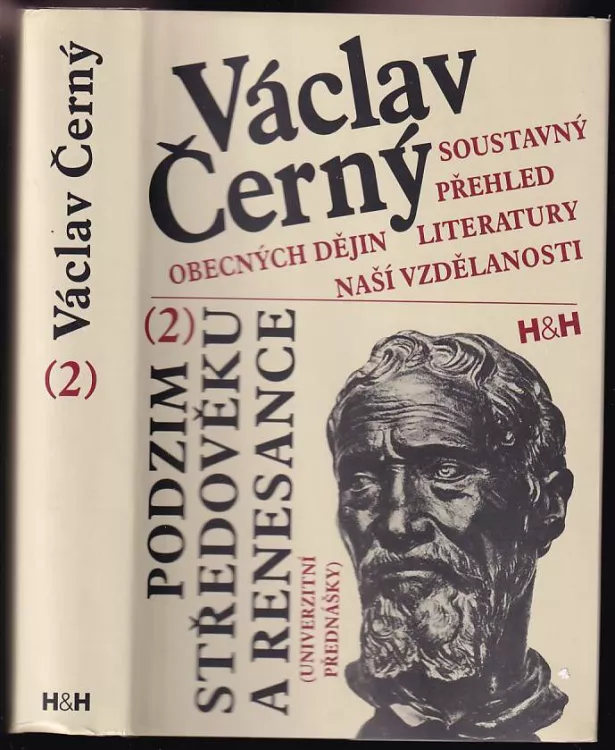 Václav Černý
(2)
H&H
Václav
Černý
SOUSTAVNÝ
PŘEHLED
OBECNÝCH DĚJIN LITERATURY
NAŠÍ VZDĚLANOSTI
H&H
(2)
PODZIM
STŘEDOVĚKU
A RENESANCE
(UNIVERZITNÍ
PŘEDNÁŠKY)